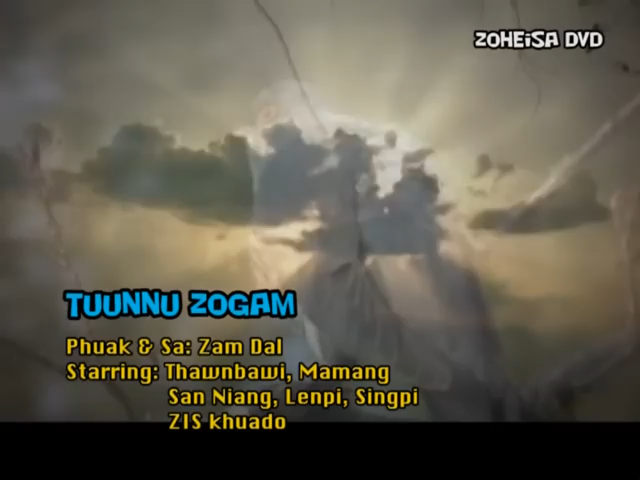 ZOHEiSA DVD
TUUNNU ZOGAM
Phuak & Sa: Zam Dal
Starring: Thawnbawi, Mamang
San Niang, Lenpi, Singpi
ZIS khuado